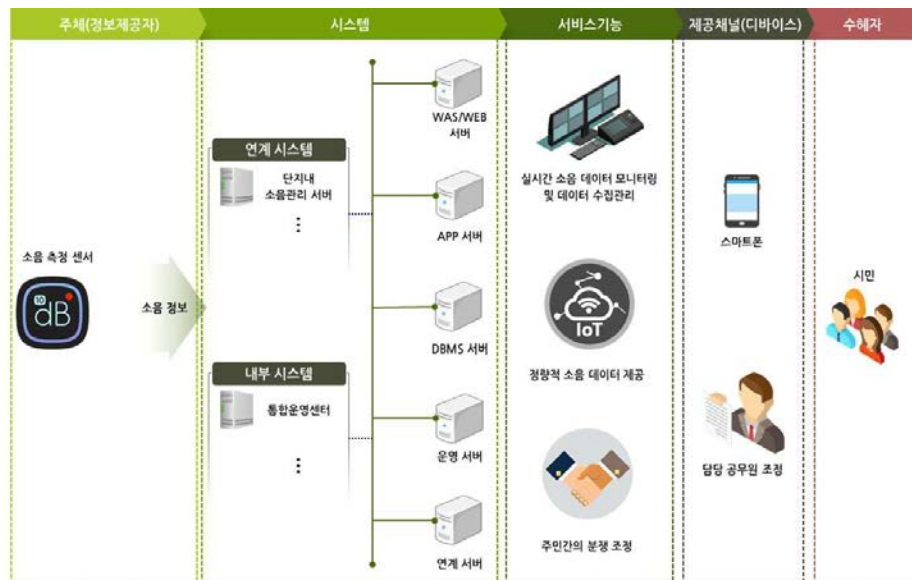 주체(정보제공자)
시스템
서비스기능
제공채널(디바이스)
수혜자
소음 측정 센서
10
dB
소음 정보
연계 시스템
단지내
소음관리 서버
내부 시스템
통합운영센터
WAS/WEB
서버
APP 서버
DBMS 서버
운영 서버
연계 서버
실시간 소음 데이터 모니터링
및 데이터 수집관리
IoT
정량적 소음 데이터 제공
주민간의 분쟁 조정
스마트폰
담당 공무원 조정
시민